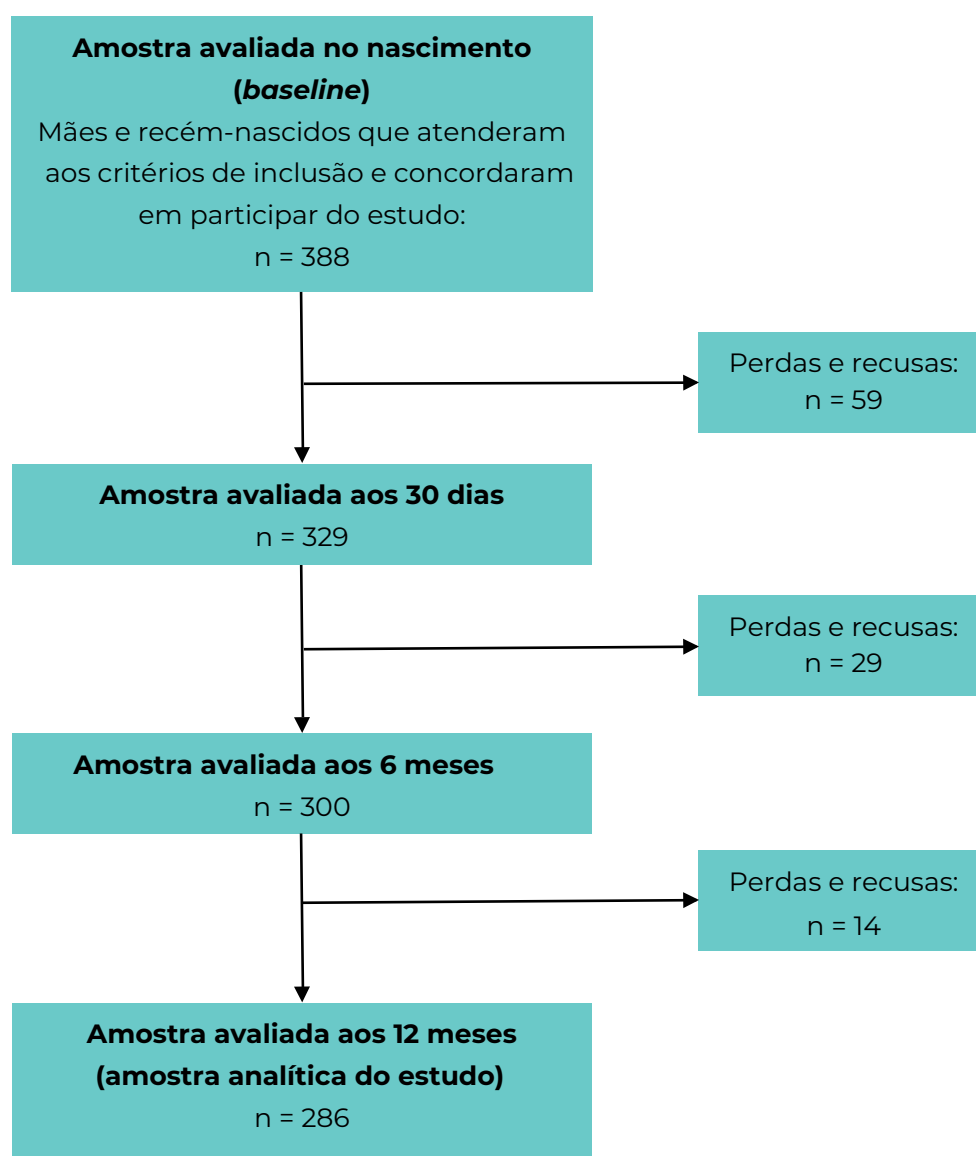 Amostra avaliada no nascimento
(baseline)
Mães e recém-nascidos que atenderam
aos critérios de inclusão e concordaram
em participar do estudo:
n = 388
Perdas e recusas:
n = 59
Amostra avaliada aos 30 dias
n = 329
Perdas e recusas:
n = 29
Amostra avaliada aos 6 meses
n = 300
Perdas e recusas:
n = 14
Amostra avaliada aos 12 meses
(amostra analítica do estudo)
n = 286